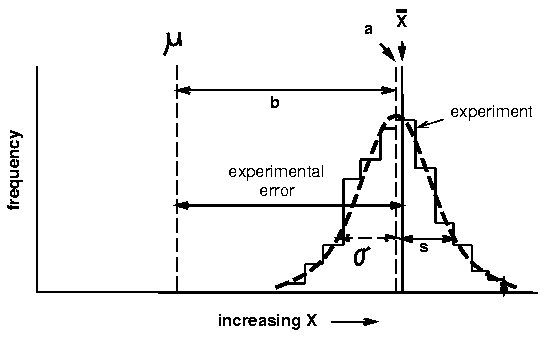 μ
a
X̅
b
experiment
frequency
experimental
error
σ
s
increasing X